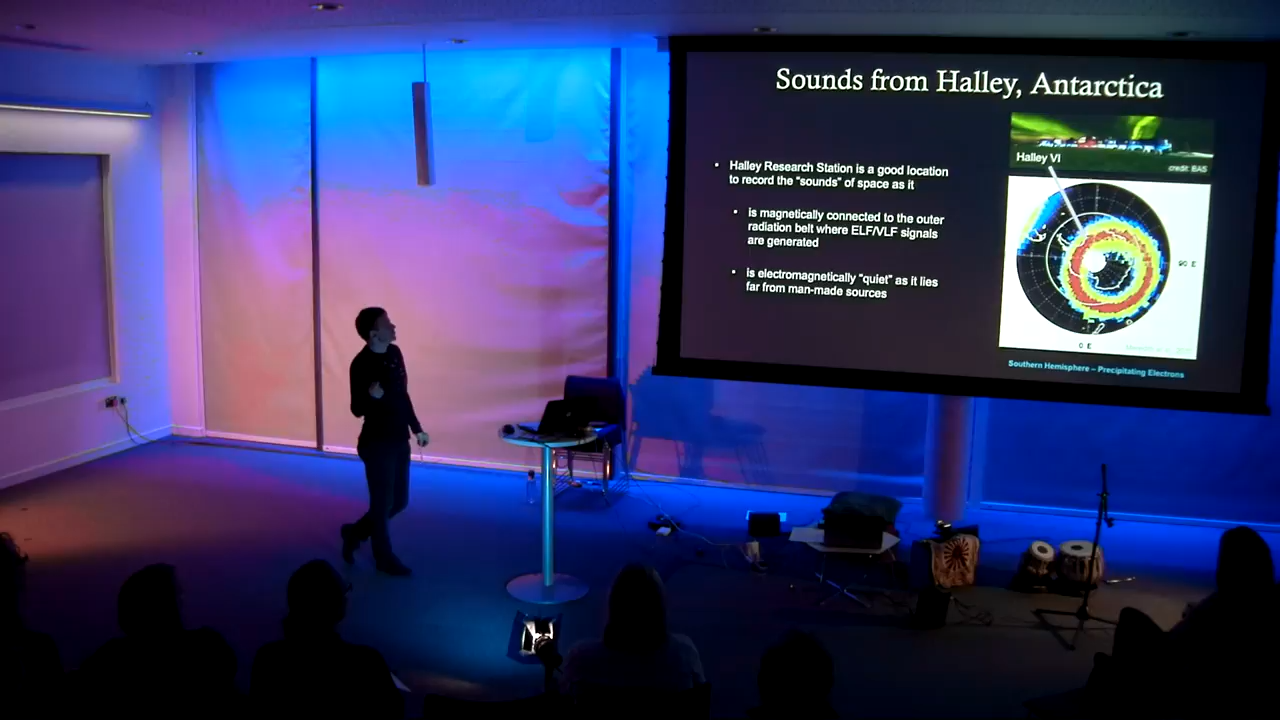 Sounds from Halley, Antarctica
• Halley Research Station is a good location
to record the “sounds” of space as it
• is magnetically connected to the outer
radiation belt where ELF/VLF signals
are generated
• is electromagnetically “quiet” as it lies
far from man-made sources
Halley VI
credit: BAS
90 E
0 E
Southern Hemisphere – Precipitating Electrons